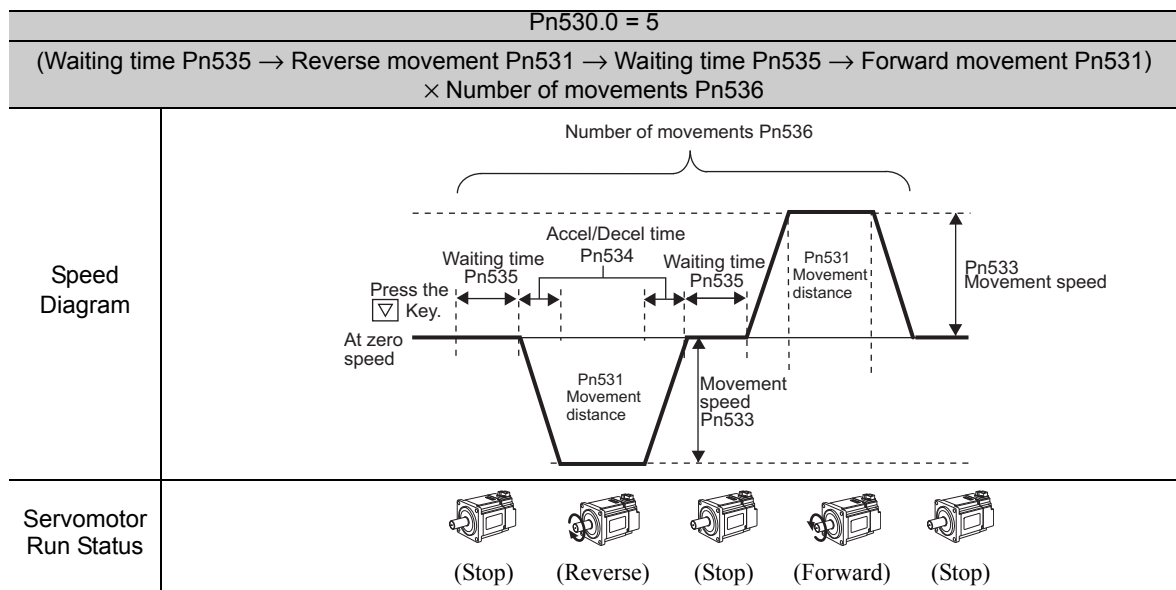 Pn530.0 = 5
(Waiting time Pn535 → Reverse movement Pn531 → Waiting time Pn535 → Forward movement Pn531)
× Number of movements Pn536
Speed
Diagram
Number of movements Pn536
Accel/Decel time
Pn534
Waiting time
Pn535
Waiting time
Pn535
Press the
▽ Key.
At zero
speed
Pn531
Movement
distance
Movement
speed
Pn533
Pn531
Movement
distance
Pn533
Movement speed
Servomotor
Run Status
(Stop) (Reverse) (Stop) (Forward) (Stop)